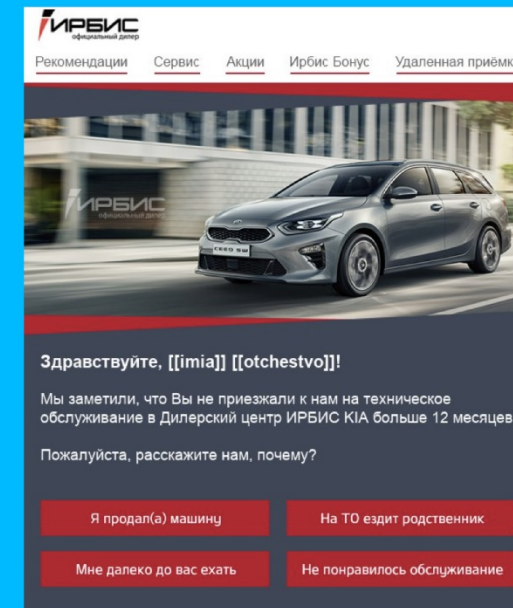 ИРБИС
официальный дилер
Рекомендации Сервис Акции Ирбис Бонус Удаленная приёмк
ИРБИС
официальный дилер
CEED SW
Здравствуйте, [[imia]] [[otchestvo]]!
Мы заметили, что Вы не приезжали к нам на техническое
обслуживание в Дилерский центр ИРБИС KIA больше 12 месяцев
Пожалуйста, расскажите нам, почему?
Я продал(а) машину На ТО ездит родственник
Мне далеко до вас ехать Не понравилось обслуживание